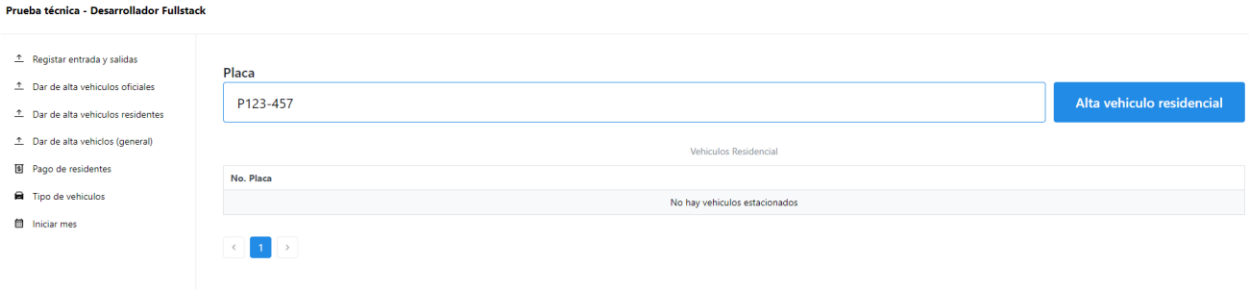 Prueba técnica - Desarrollador Fullstack
Registar entrada y salidas
Dar de alta vehiculos oficiales
Dar de alta vehiculos residentes
Dar de alta vehiclos (general)
Pago de residentes
Tipo de vehiculos
Iniciar mes
Placa
P123-457
Alta vehiculo residencial
Vehiculos Residencial
No. Placa
No hay vehiculos estacionados
1